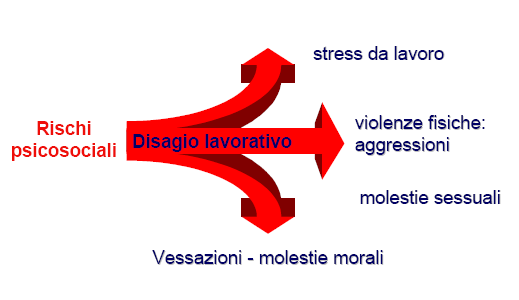 stress da lavoro
Rischi
psicosociali
Disagio lavorativo
violenze fisiche:
aggressioni
molestie sessuali
Vessazioni - molestie morali